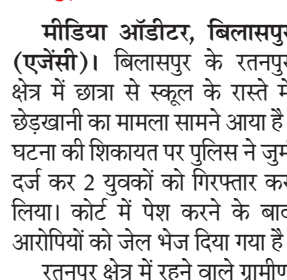 मीडिया ऑडीटर, बिलासपुर
(एजेंसी)। बिलासपुर के रतनपुर
क्षेत्र में छात्रा से स्कूल के रास्ते में
छेड़खानी का मामला सामने आया है
घटना की शिकायत पर पुलिस ने जुर्म
दर्ज कर 2 युवकों को गिरफ्तार कर
लिया। कोर्ट में पेश करने के बाद
आरोपियों को जेल भेज दिया गया है
रतनपुर क्षेत्र में रहने वाले ग्रामीण